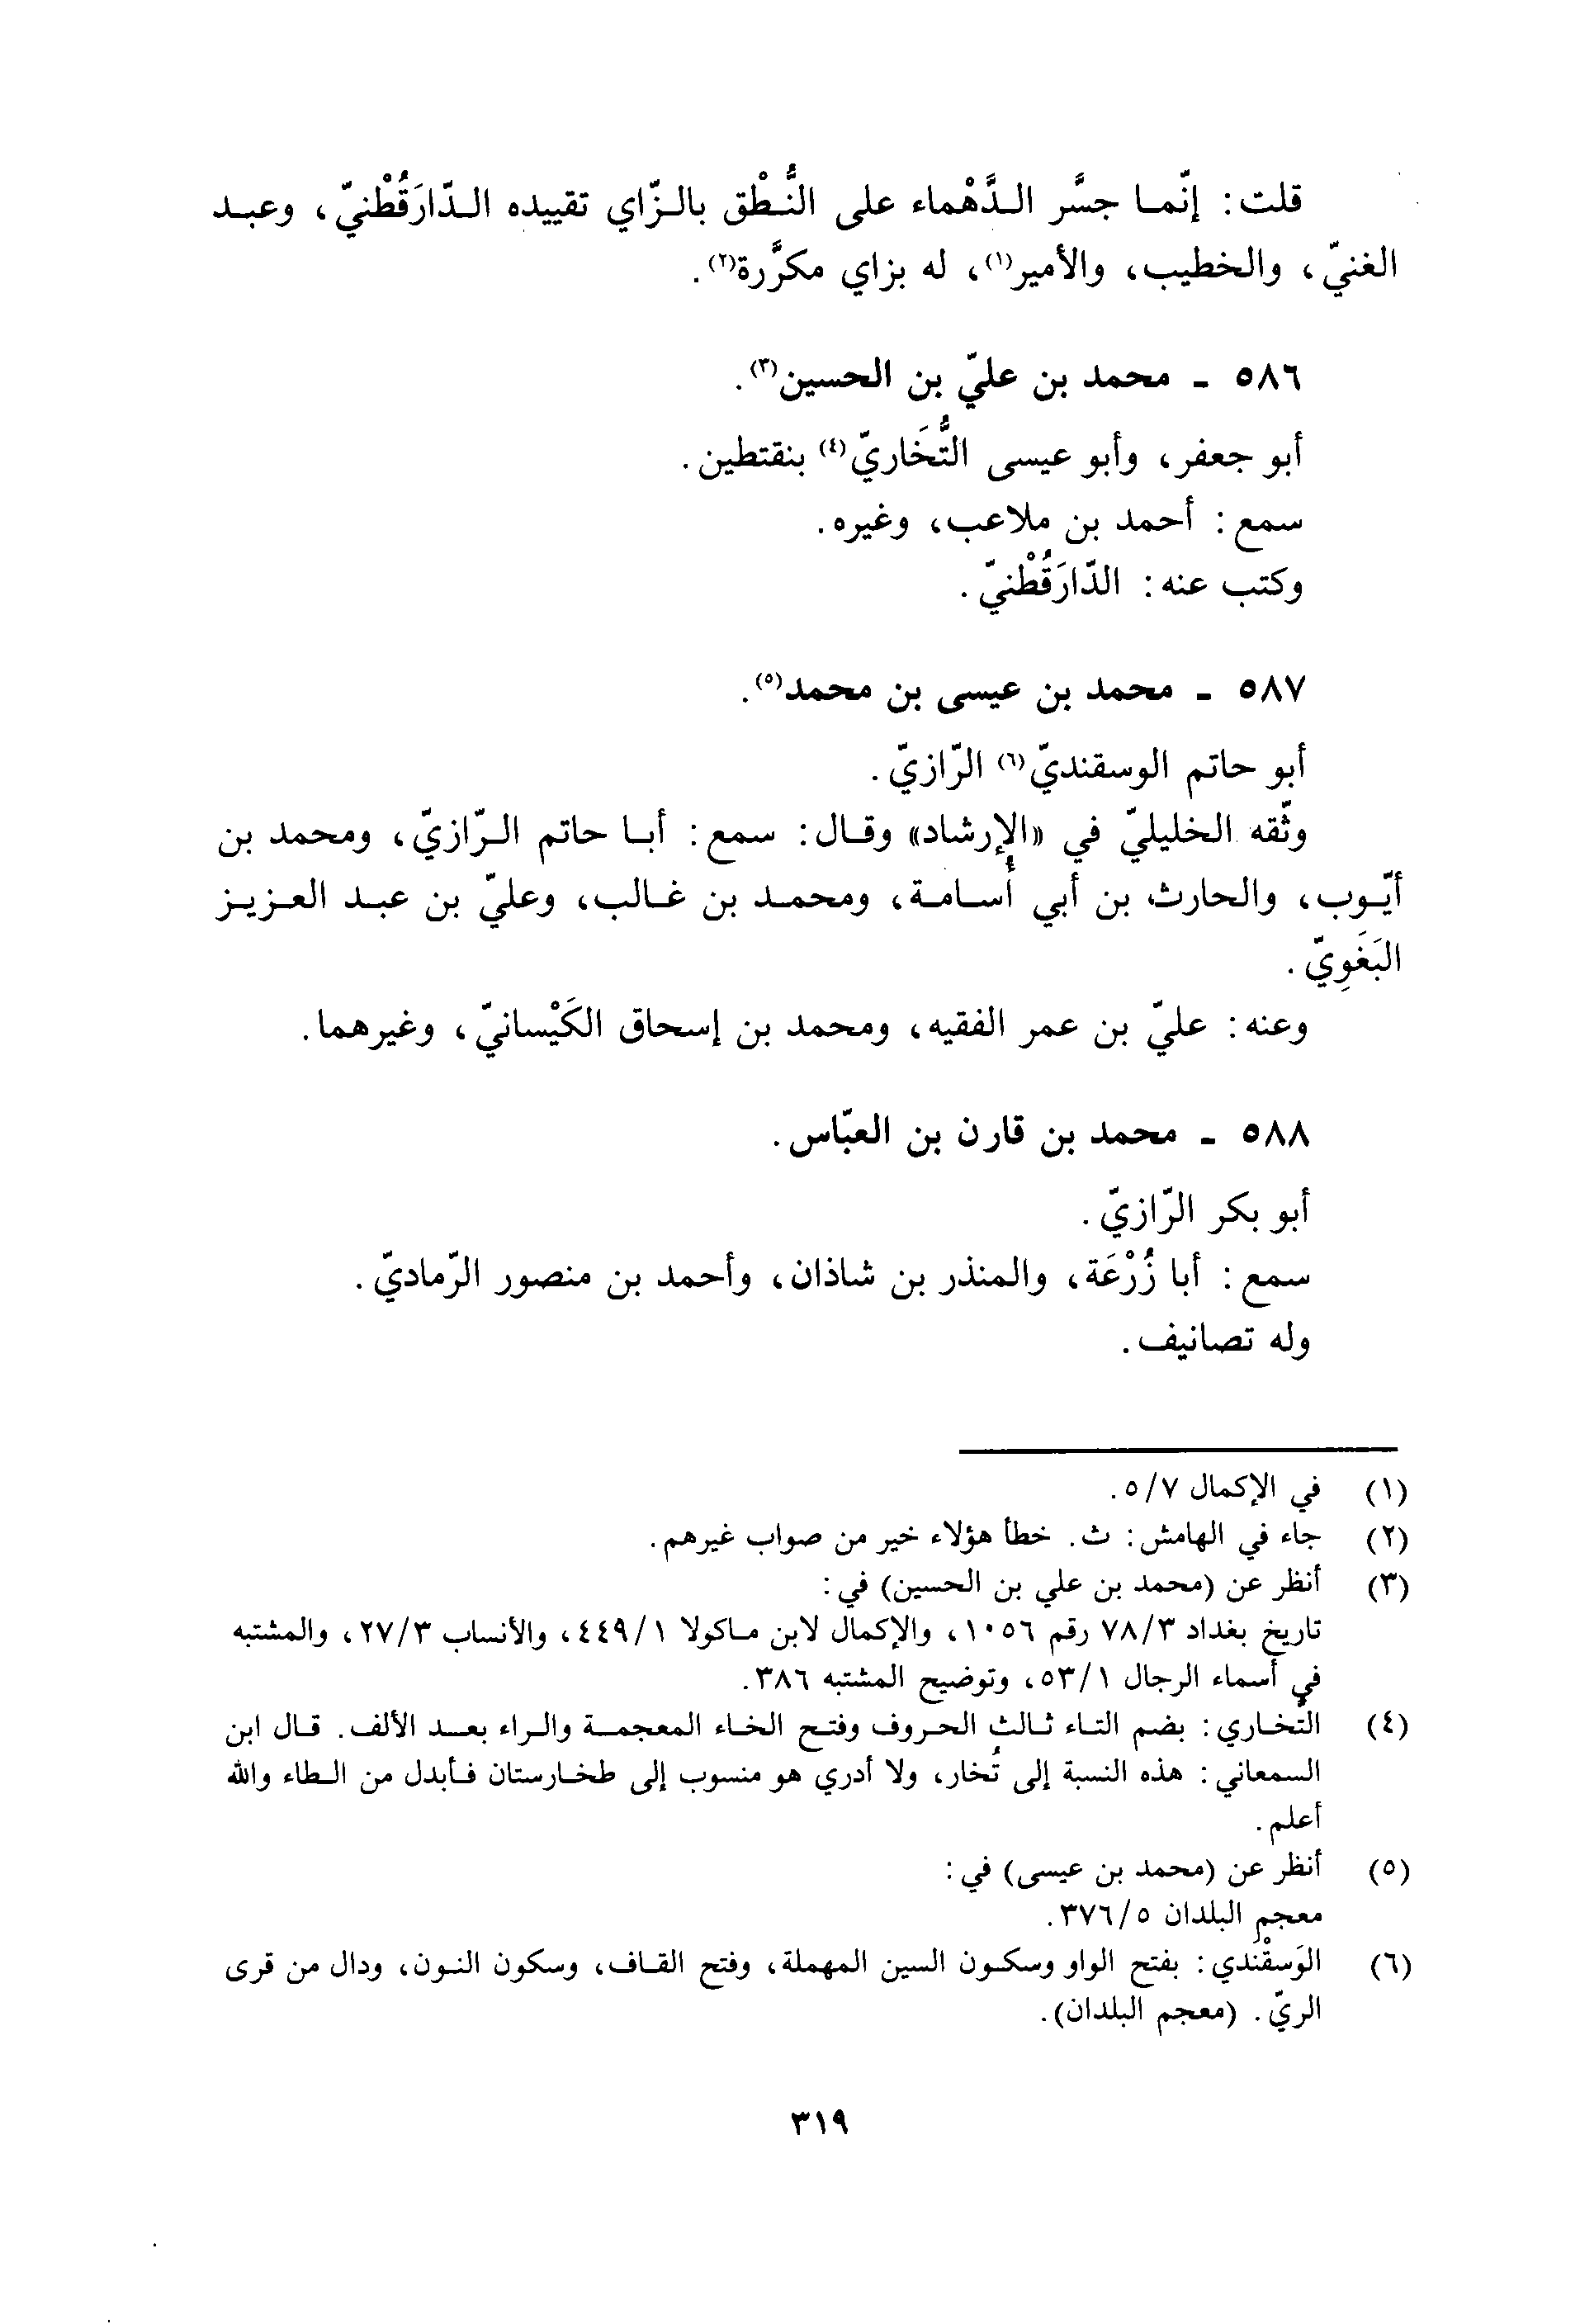 قلت: إنّما جسَّر الدَّهْماء على النُّطْق بالزّاي تقييده الدّارَقُطْنيّ، وعبد
الغنيّ، والخطيب، والأمير(١)، له بزاي مكرَّرة(٢).
٥٨٦ - محمد بن عليّ بن الحسين(٣).
أبو جعفر، وأبو عيسى التُّخَاريّ(٤) بنقتطين.
سمع: أحمد بن ملاعب، وغيره.
وكتب عنه: الدّارَقُطْنيّ.
٥٨٧ - محمد بن عيسى بن محمد(٥).
أبو حاتم الوسقنديّ(٦) الرّازيّ.
وثّقه الخليليّ في «الإرشاد» وقال: سمع: أبا حاتم الرّازيّ، ومحمد بن
أيّوب، والحارث بن أبي أُسامة، ومحمد بن غالب، وعليّ بن عبد العزيز
البَغَوِيّ.
وعنه: عليّ بن عمر الفقيه، ومحمد بن إسحاق الكَيْسانيّ، وغيرهما.
٥٨٨ - محمد بن قارن بن العبّاس.
أبو بكر الرّازيّ.
سمع: أبا زُرْعَة، والمنذر بن شاذان، وأحمد بن منصور الرّماديّ.
وله تصانيف.
(١) في الإكمال ٥/٧.
(٢) جاء في الهامش: ث. خطأ هؤلاء خير من صواب غيرهم.
(٣) أنظر عن (محمد بن علي بن الحسين) في:
تاريخ بغداد ٧٨/٣ رقم ١٠٥٦، والإكمال لابن ماكولا ٤٤٩/١، والأنساب ٢٧/٣، والمشتبه
في أسماء الرجال ٥٣/١، وتوضيح المشتبه ٣٨٦.
(٤) التُّخاري: بضم التاء ثالث الحروف وفتح الخاء المعجمة والراء بعد الألف. قال ابن
السمعاني: هذه النسبة إلى تُخار، ولا أدري هو منسوب إلى طخارستان فأبدل من الطاء والله
أعلم.
(٥) أنظر عن (محمد بن عيسى) في:
معجم البلدان ٣٧٦/٥.
(٦) الوَسقْندي: بفتح الواو وسكون السين المهملة، وفتح القاف، وسكون النون، ودال من قرى
الريّ. (معجم البلدان).
٣١٩